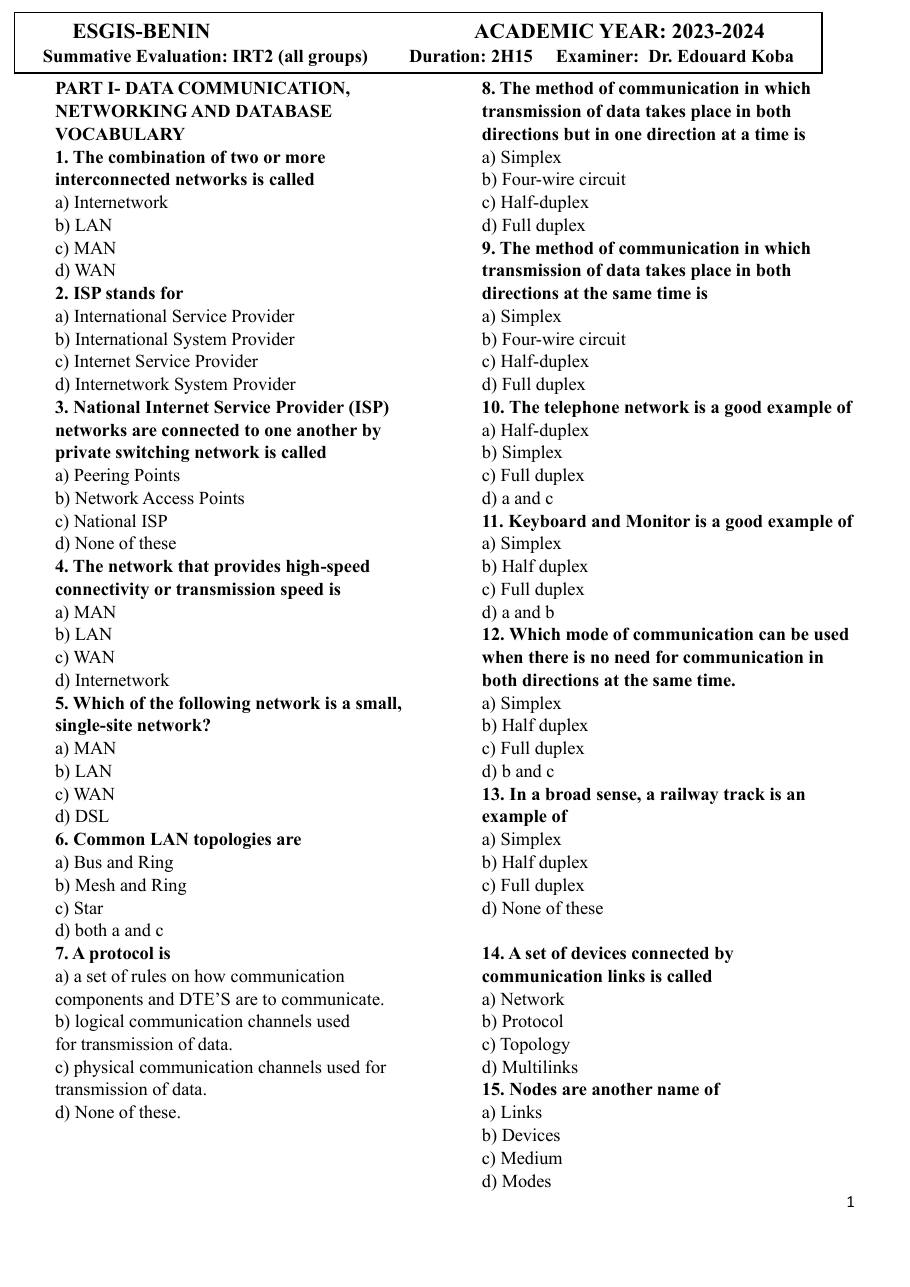 ESGIS-BENIN ACADEMIC YEAR: 2023-2024
Summative Evaluation: IRT2 (all groups) Duration: 2H15 Examiner: Dr. Edouard Koba
PART I- DATA COMMUNICATION,
NETWORKING AND DATABASE
VOCABULARY
1. The combination of two or more
interconnected networks is called
a) Internetwork
b) LAN
c) MAN
d) WAN
2. ISP stands for
a) International Service Provider
b) International System Provider
c) Internet Service Provider
d) Internetwork System Provider
3. National Internet Service Provider (ISP)
networks are connected to one another by
private switching network is called
a) Peering Points
b) Network Access Points
c) National ISP
d) None of these
4. The network that provides high-speed
connectivity or transmission speed is
a) MAN
b) LAN
c) WAN
d) Internetwork
5. Which of the following network is a small,
single-site network?
a) MAN
b) LAN
c) WAN
d) DSL
6. Common LAN topologies are
a) Bus and Ring
b) Mesh and Ring
c) Star
d) both a and c
7. A protocol is
a) a set of rules on how communication
components and DTE’S are to communicate.
b) logical communication channels used
for transmission of data.
c) physical communication channels used for
transmission of data.
d) None of these.
8. The method of communication in which
transmission of data takes place in both
directions but in one direction at a time is
a) Simplex
b) Four-wire circuit
c) Half-duplex
d) Full duplex
9. The method of communication in which
transmission of data takes place in both
directions at the same time is
a) Simplex
b) Four-wire circuit
c) Half-duplex
d) Full duplex
10. The telephone network is a good example of
a) Half-duplex
b) Simplex
c) Full duplex
d) a and c
11. Keyboard and Monitor is a good example of
a) Simplex
b) Half duplex
c) Full duplex
d) a and b
12. Which mode of communication can be used
when there is no need for communication in
both directions at the same time.
a) Simplex
b) Half duplex
c) Full duplex
d) b and c
13. In a broad sense, a railway track is an
example of
a) Simplex
b) Half duplex
c) Full duplex
d) None of these
14. A set of devices connected by
communication links is called
a) Network
b) Protocol
c) Topology
d) Multilinks
15. Nodes are another name of
a) Links
b) Devices
c) Medium
d) Modes
1